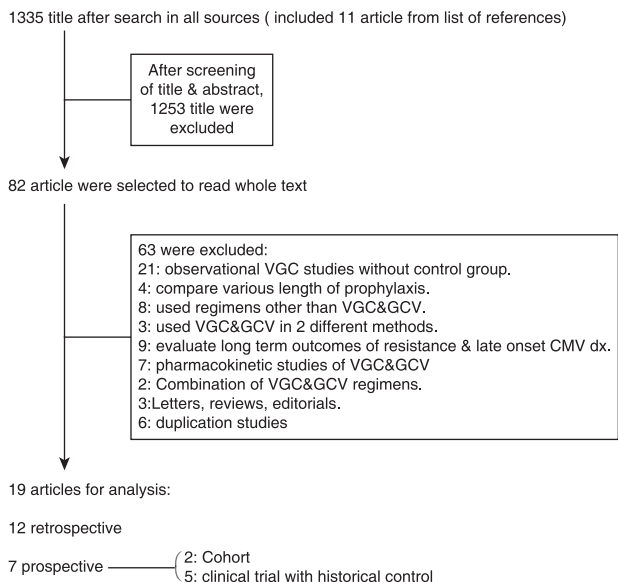 1335 title after search in all sources ( included 11 article from list of references)
After screening
of title & abstract,
1253 title were
excluded
82 article were selected to read whole text
63 were excluded:
21: observational VGC studies without control group.
4: compare various length of prophylaxis.
8: used regimens other than VGC&GCV.
3: used VGC&GCV in 2 different methods.
9: evaluate long term outcomes of resistance & late onset CMV dx.
7: pharmacokinetic studies of VGC&GCV
2: Combination of VGC&GCV regimens.
3:Letters, reviews, editorials.
6: duplication studies
19 articles for analysis:
12 retrospective
7 prospective
2: Cohort
5: clinical trial with historical control